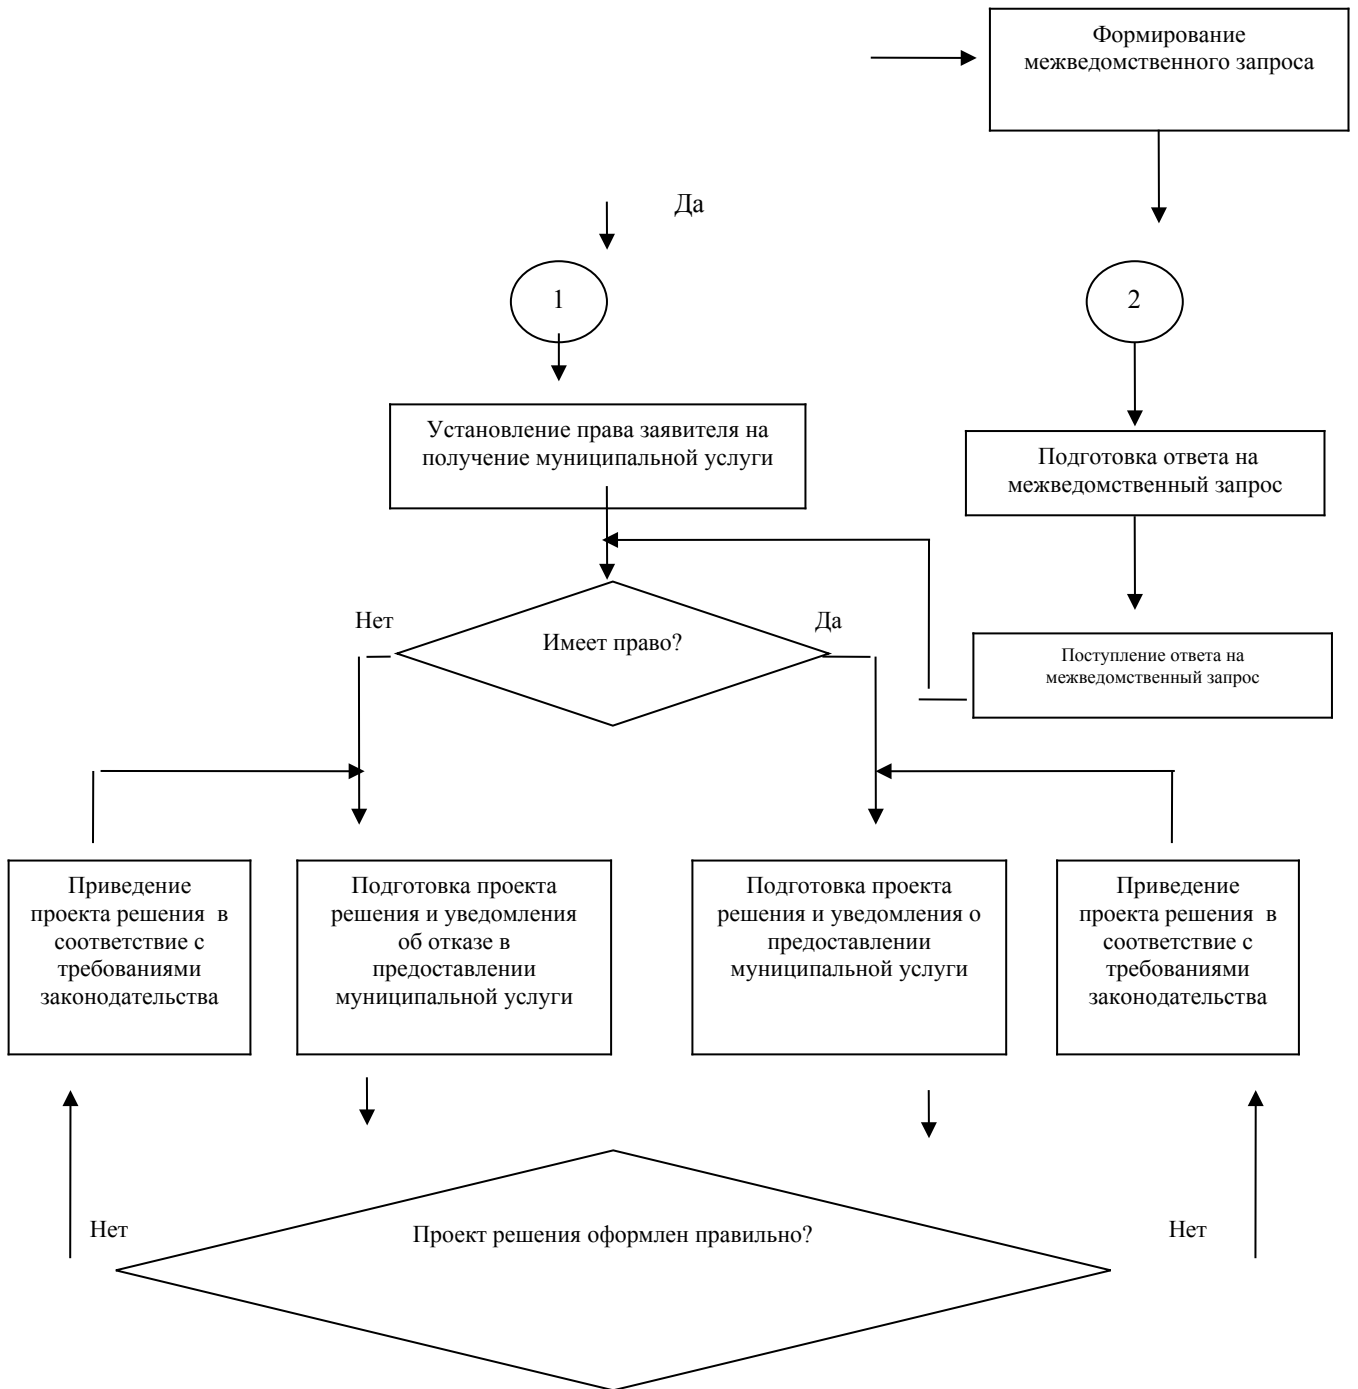 Формирование
межведомственного запроса
Да
1
2
Установление права заявителя на
получение муниципальной услуги
Подготовка ответа на
межведомственный запрос
Нет
Да
Имеет право?
Поступление ответа на
межведомственный запрос
Приведение
проекта решения в
соответствие с
требованиями
законодательства
Подготовка проекта
решения и уведомления
об отказе в
предоставлении
муниципальной услуги
Подготовка проекта
решения и уведомления о
предоставлении
муниципальной услуги
Приведение
проекта решения в
соответствие с
требованиями
законодательства
Нет
Проект решения оформлен правильно?
Нет